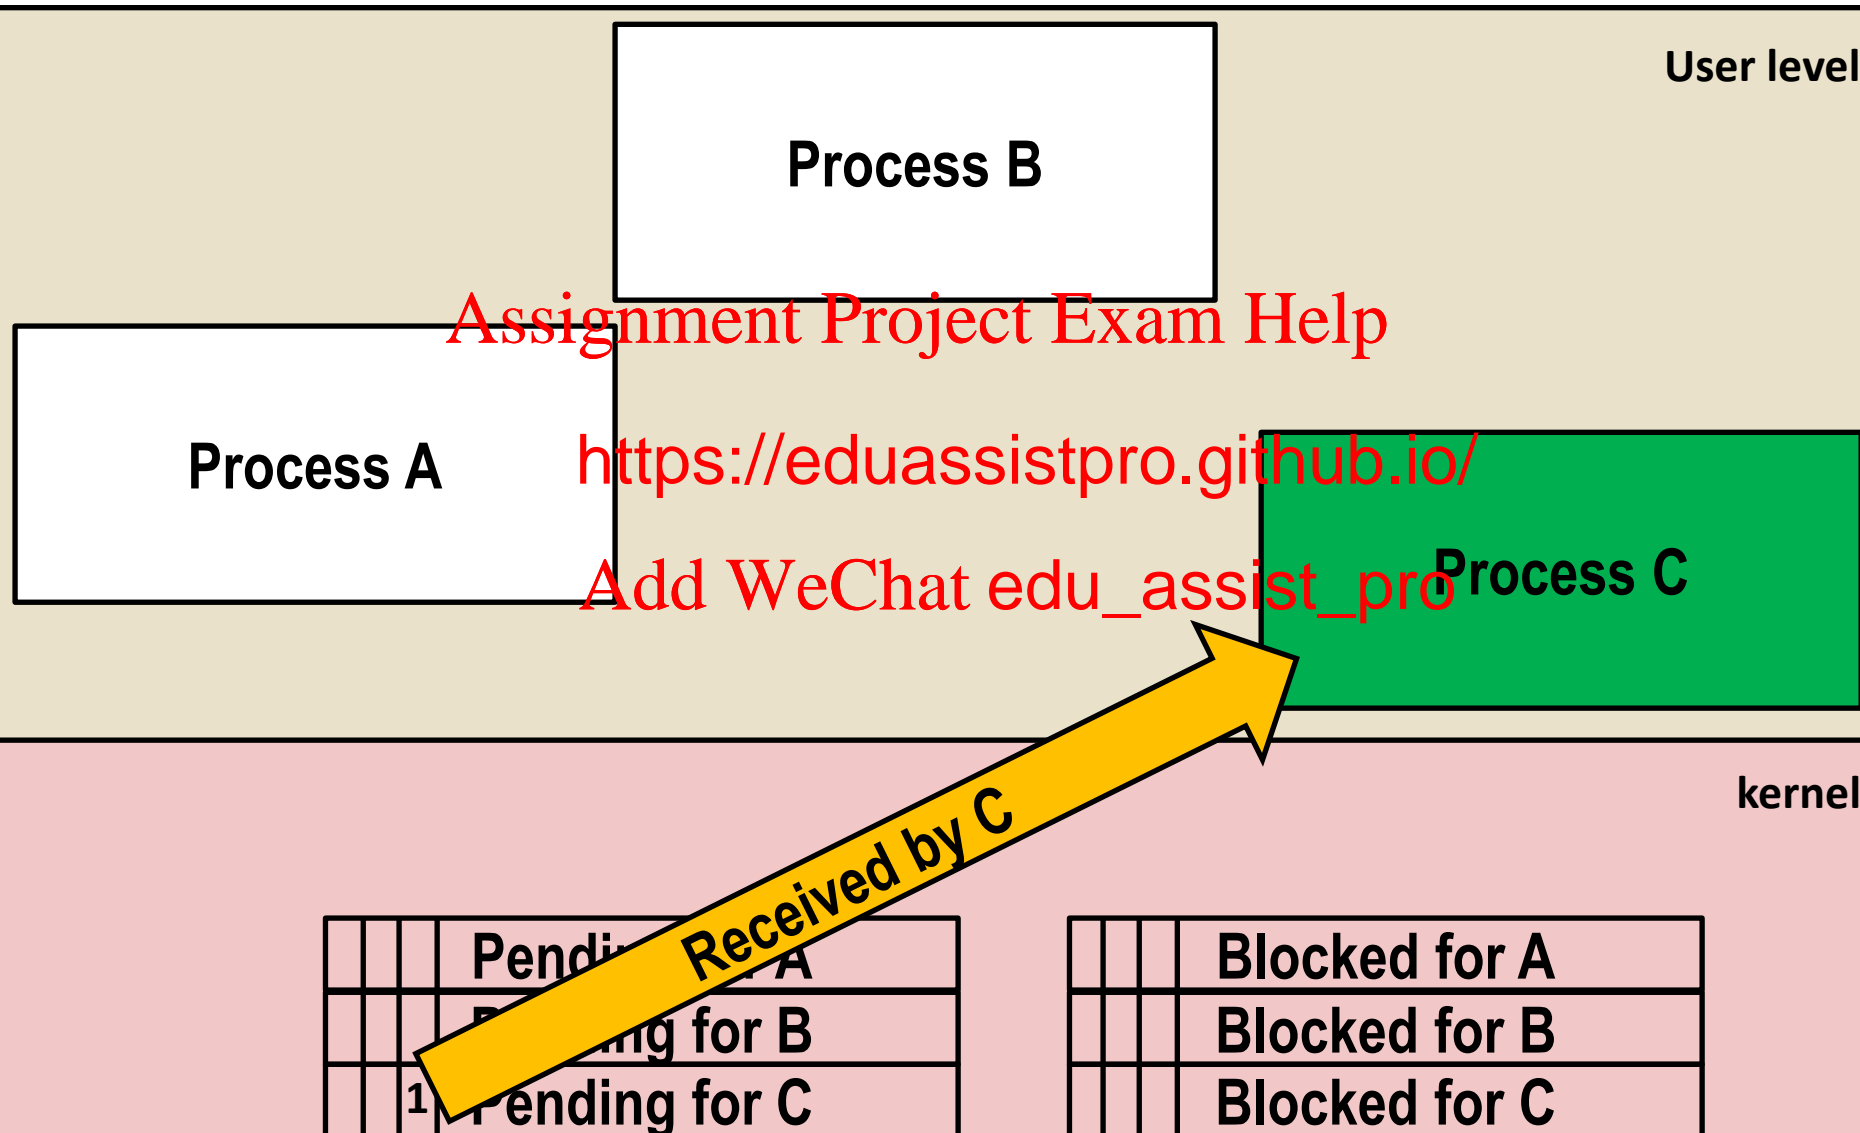 User level
Process B
Assignment Project Exam Help
Process A
https://eduassistpro.github.io/
Process C
Add WeChat edu_assist_pro
kernel
Received by C
A
Blocked for A
for B
Blocked for B
1
Pending for C
Blocked for C